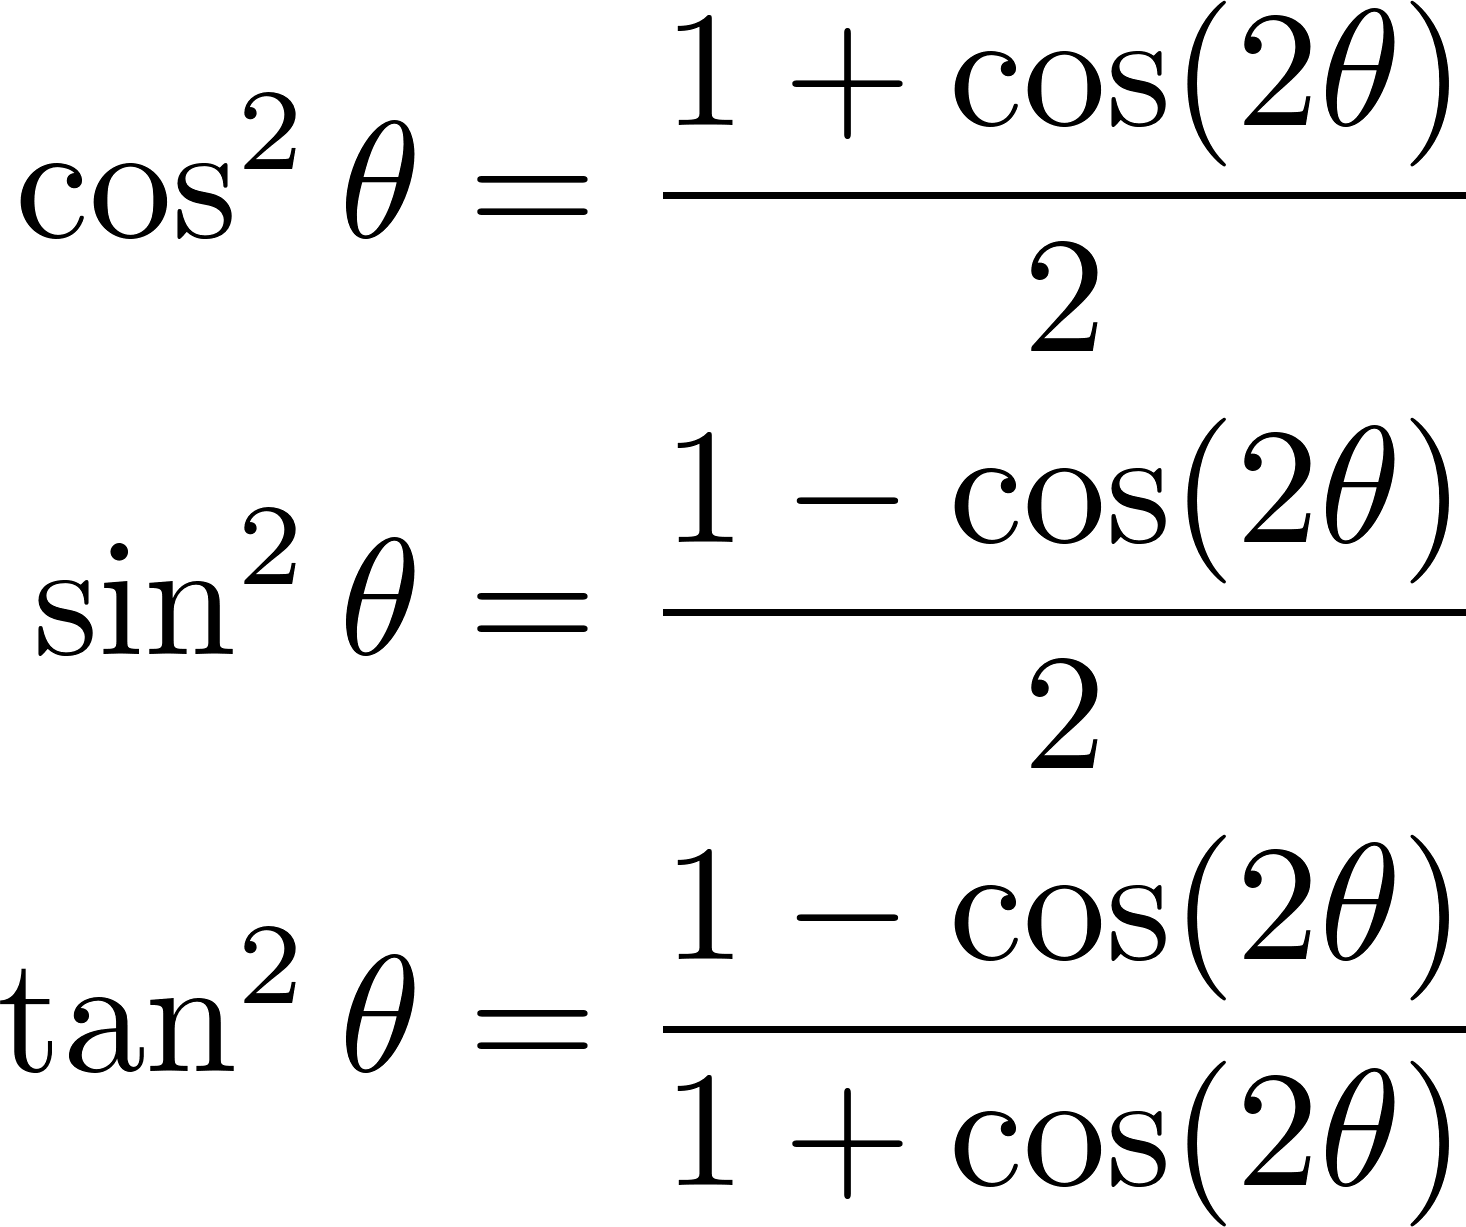 cos² θ = (1 + cos(2θ)) / 2
sin² θ = (1 − cos(2θ)) / 2
tan² θ = (1 − cos(2θ)) / (1 + cos(2θ))